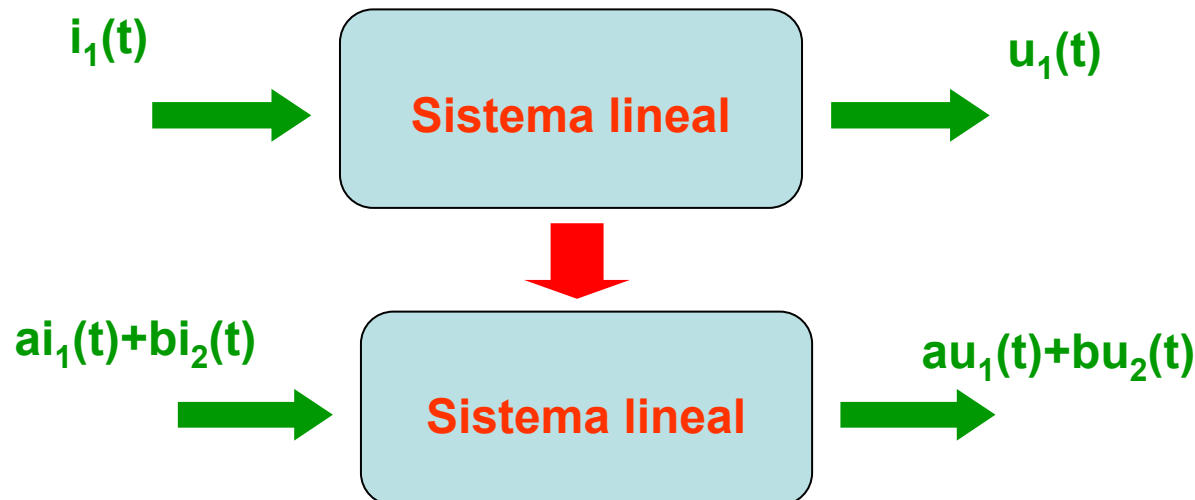 i₁(t)
Sistema lineal
u₁(t)
ai₁(t)+bi₂(t)
Sistema lineal
au₁(t)+bu₂(t)